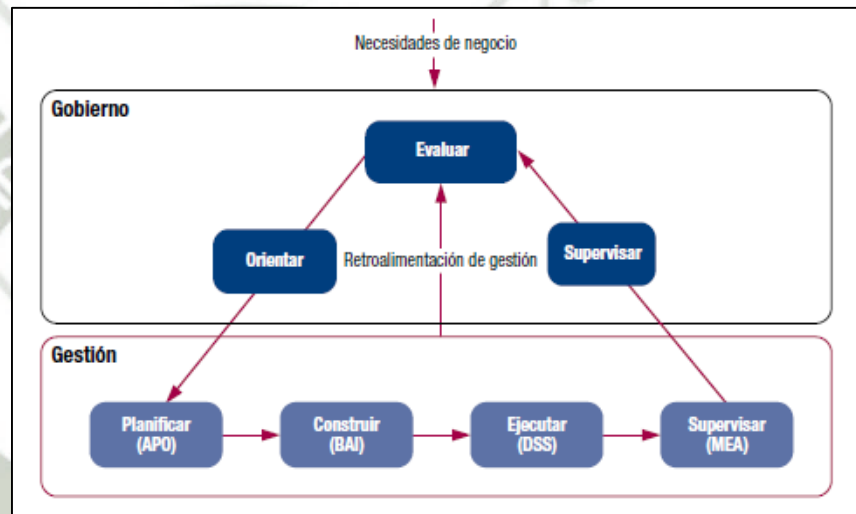 Necesidades de negocio
Gobierno
Evaluar
Orientar
Retroalimentación de gestión
Supervisar
Gestión
Planificar
(APO)
Construir
(BAI)
Ejecutar
(DSS)
Supervisar
(MEA)